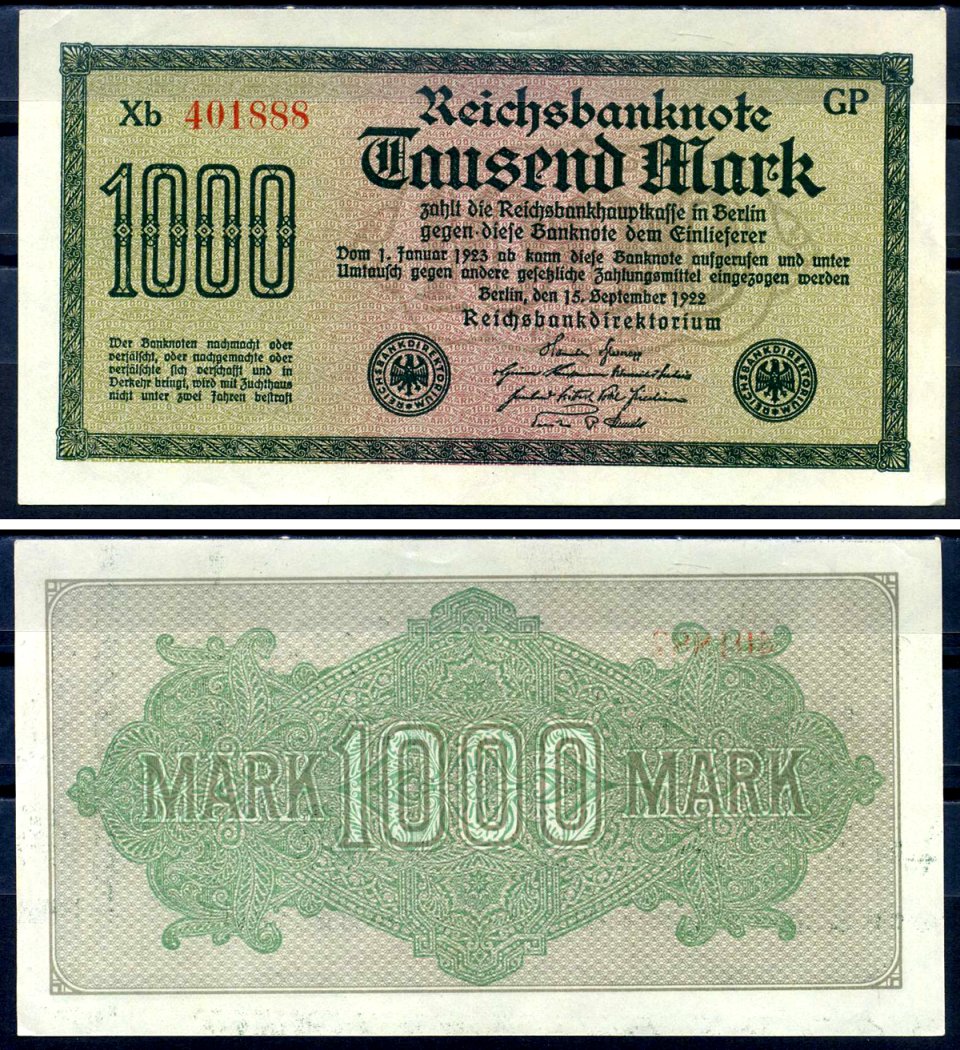 Xb 401888
GP
Reichsbanknote
Tausend Mark
zahlt die Reichsbankhauptkasse in Berlin
gegen diese Banknote dem Einlieferer
Vom 1. Januar 1923 ab kann diese Banknote aufgerufen und unter
Umtausch gegen andere gesetzliche Zahlungsmittel eingezogen werden
Berlin, den 15. September 1922
Reichsbankdirektorium
1000
Wer Banknoten nachmacht oder
verfälscht, oder nachgemachte oder
verfälschte sich verschafft und in
Verkehr bringt, wird mit Zuchthaus
nicht unter zwei Jahren bestraft
REICHSBANKDIREKTORIUM
REICHSBANKDIREKTORIUM
MARK 1000 MARK